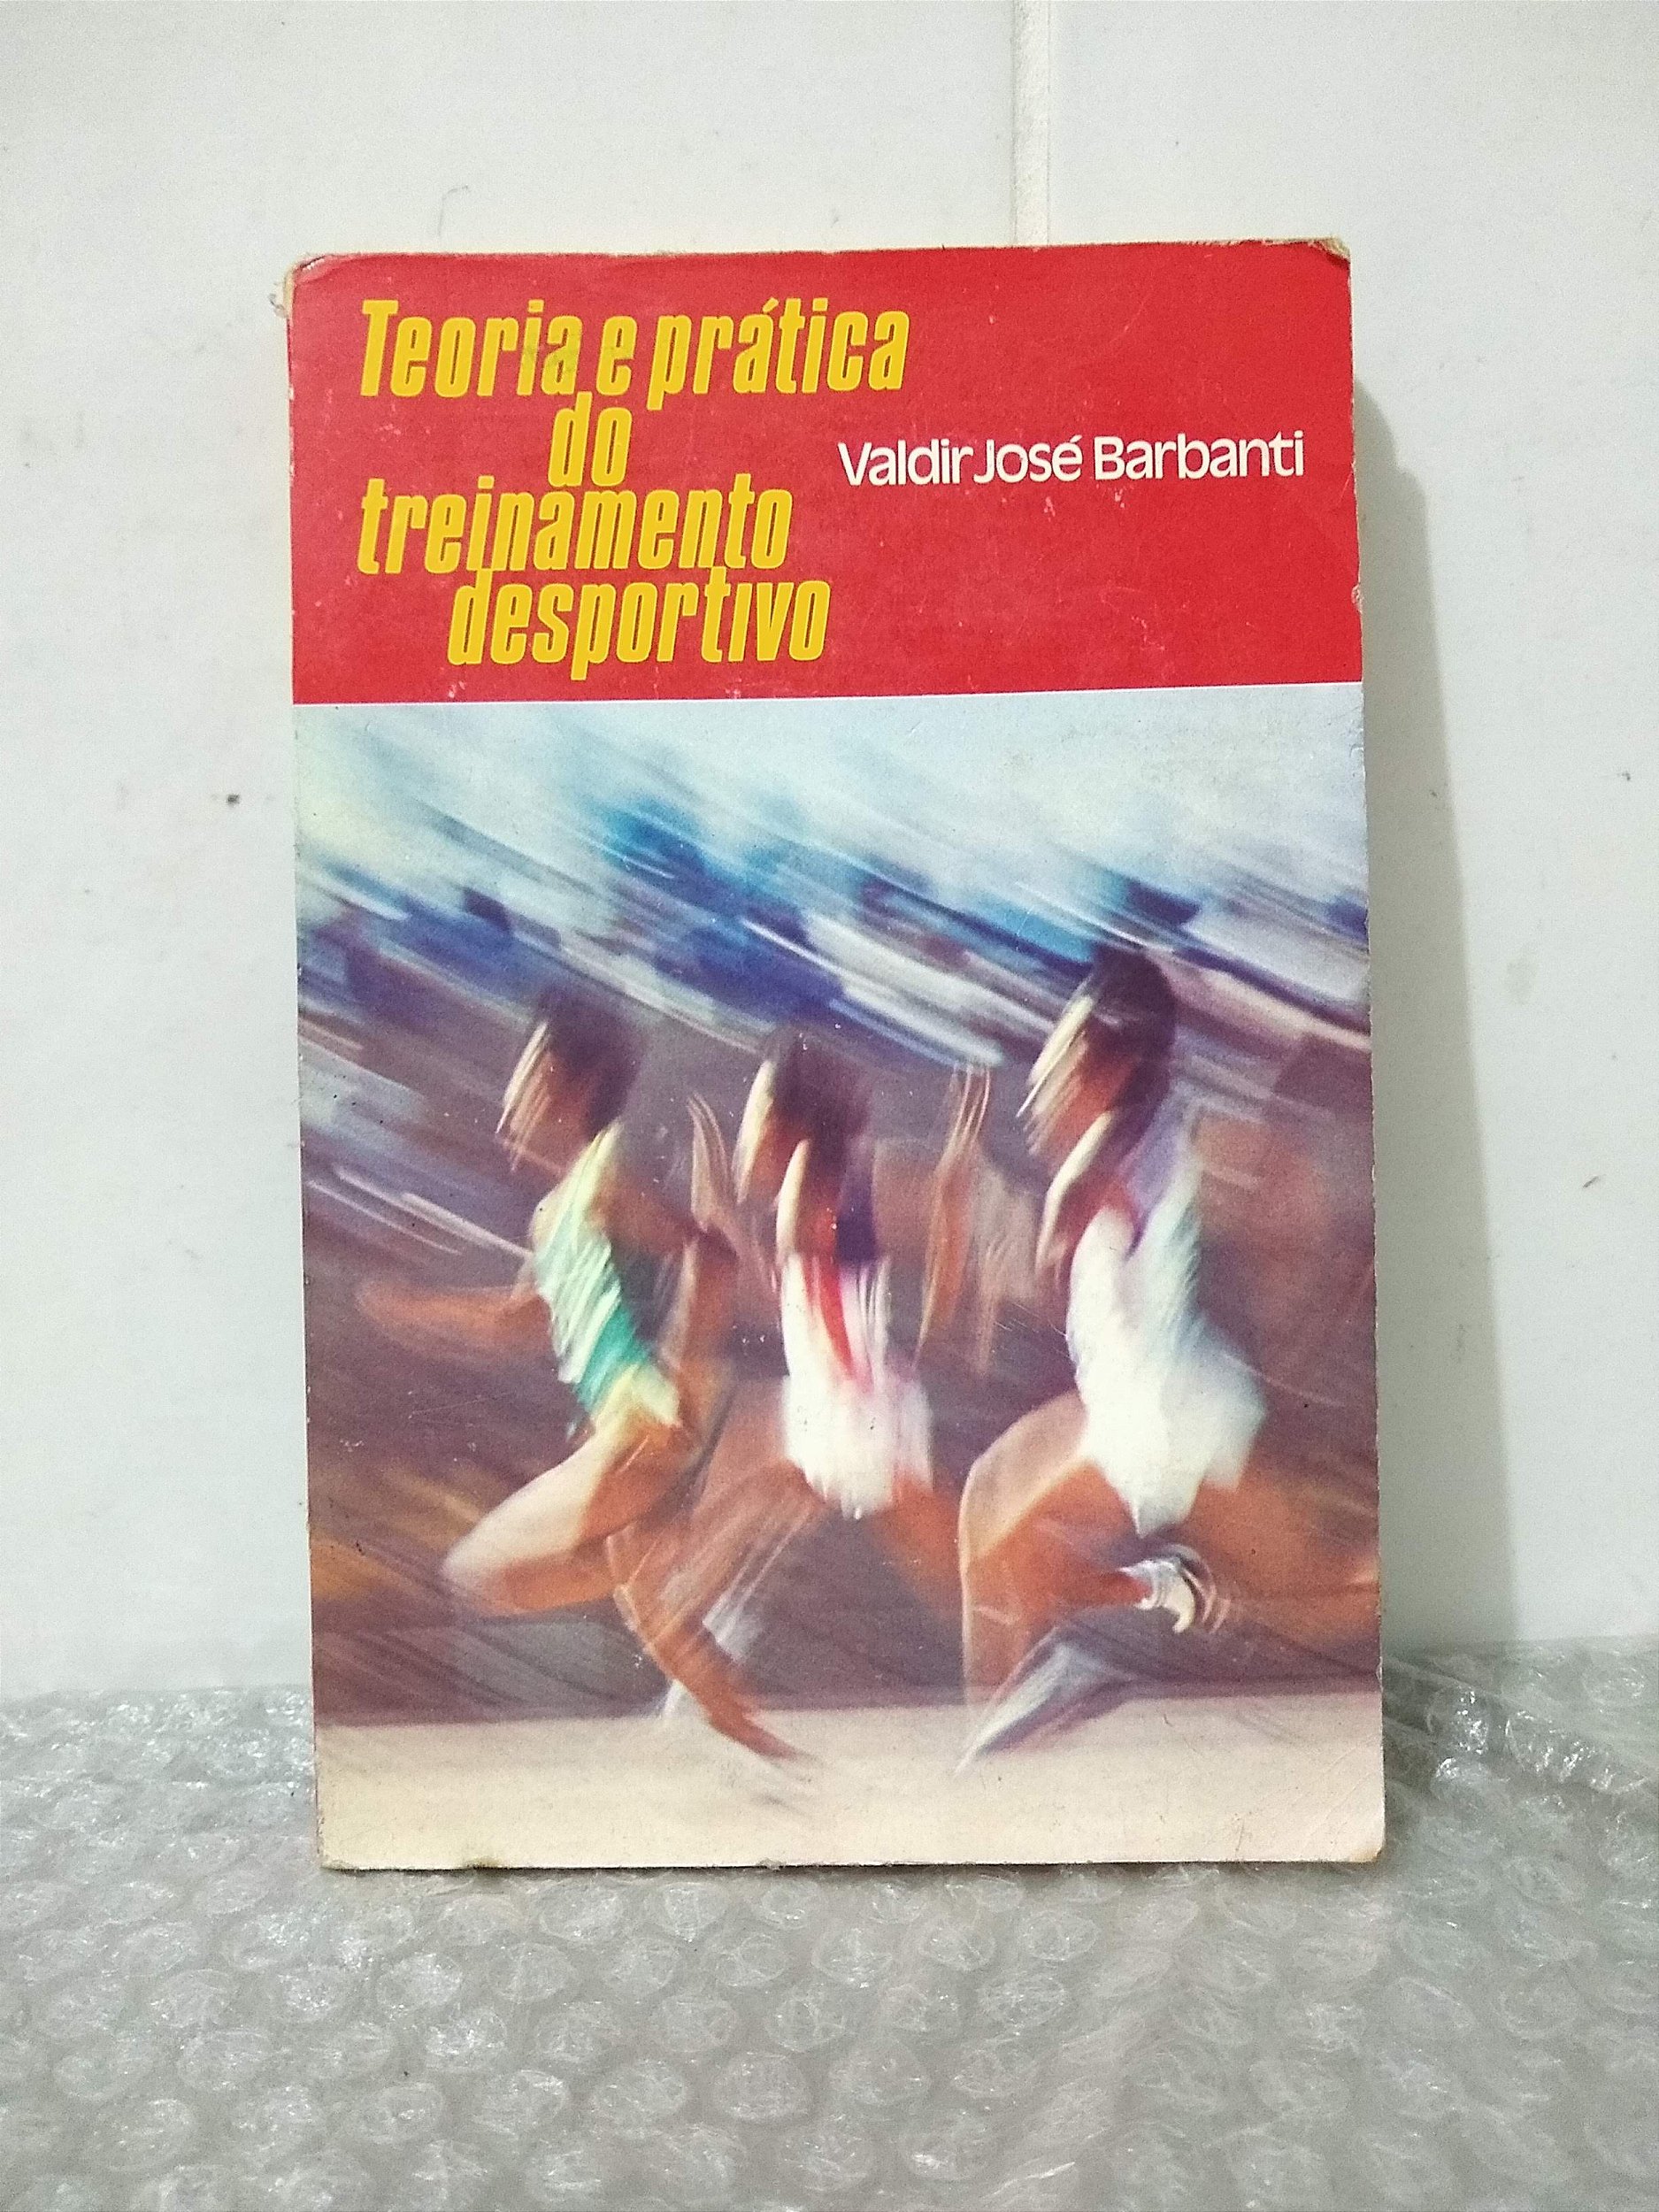 Teoria e prática
do
treinamento
desportivo
Valdir José Barbanti